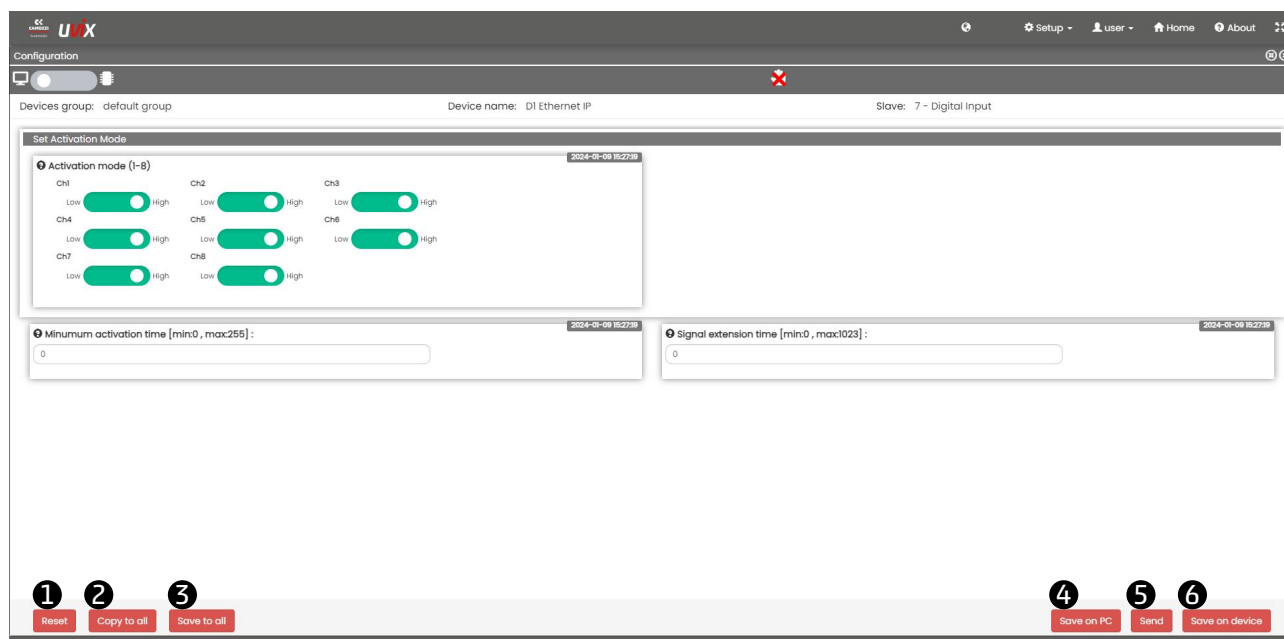 CAMOZZI UVIX Setup user Home About
Configuration
Devices group: default group Device name: D1 Ethernet IP Slave: 7 - Digital Input
Set Activation Mode
2024-01-09 15:27:19
Activation mode (1-8)
Ch1 Ch2 Ch3
Low High Low High Low High
Ch4 Ch5 Ch6
Low High Low High Low High
Ch7 Ch8
Low High Low High
2024-01-09 15:27:19 2024-01-09 15:27:19
Minumum activation time [min:0 , max:255] : Signal extension time [min:0 , max:1023] :
0 0
1 2 3 4 5 6
Reset Copy to all Save to all Save on PC Send Save on device